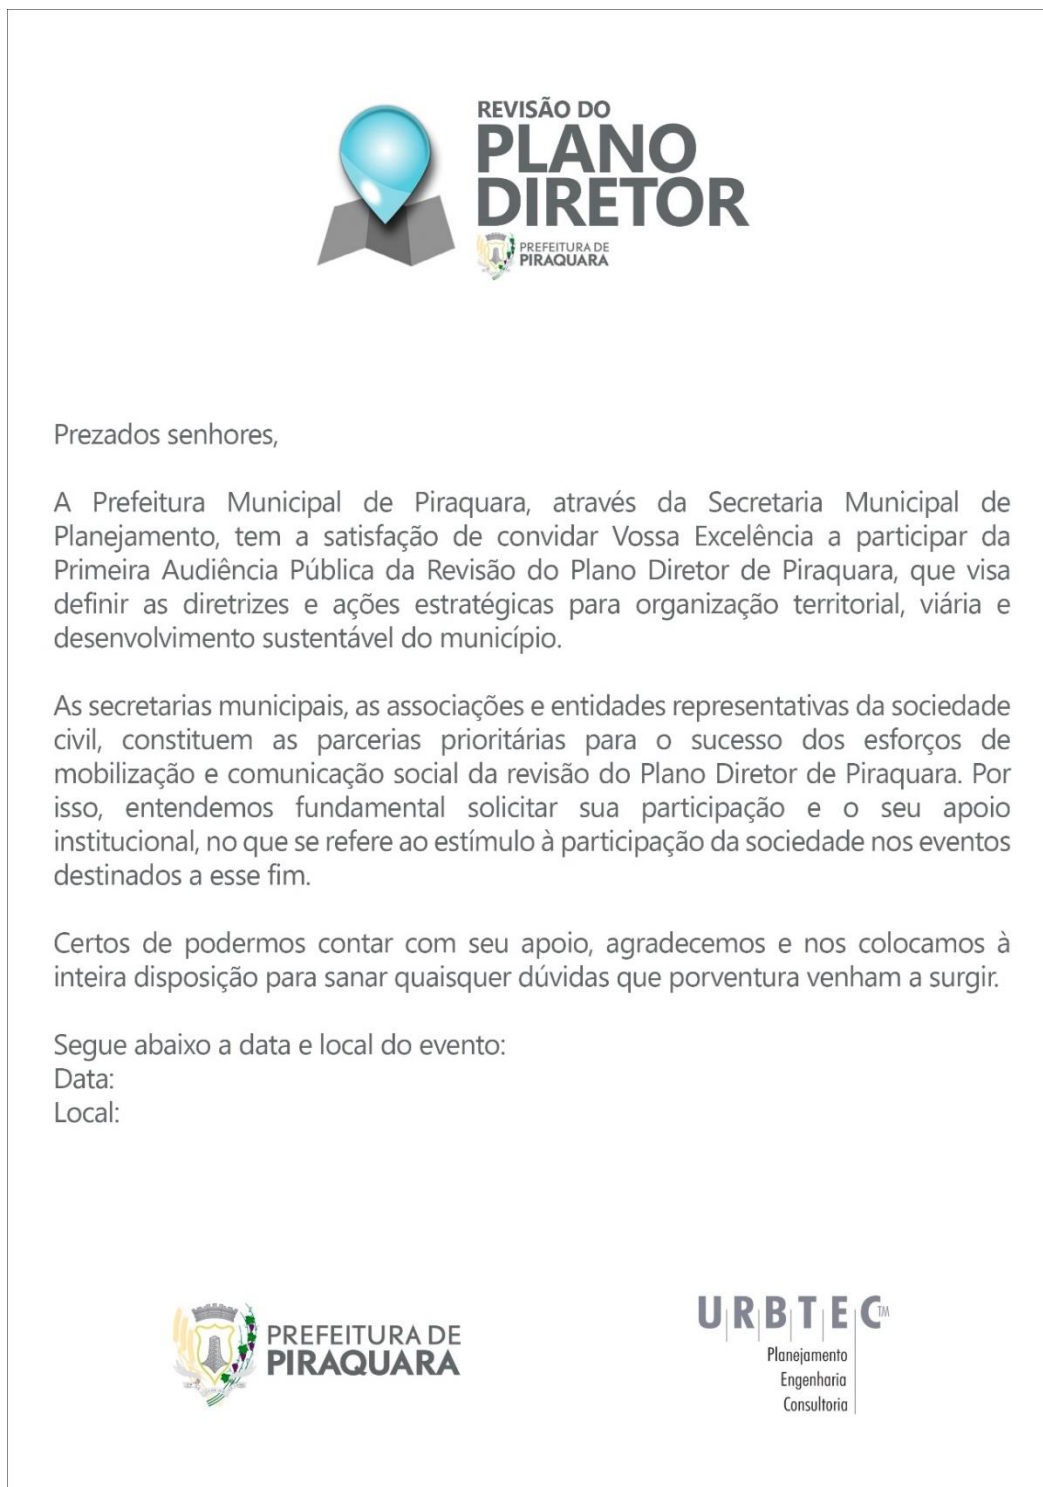 REVISÃO DO
PLANO
DIRETOR
PREFEITURA DE
PIRAQUARA
Prezados senhores,
A Prefeitura Municipal de Piraquara, através da Secretaria Municipal de
Planejamento, tem a satisfação de convidar Vossa Excelência a participar da
Primeira Audiência Pública da Revisão do Plano Diretor de Piraquara, que visa
definir as diretrizes e ações estratégicas para organização territorial, viária e
desenvolvimento sustentável do município.
As secretarias municipais, as associações e entidades representativas da sociedade
civil, constituem as parcerias prioritárias para o sucesso dos esforços de
mobilização e comunicação social da revisão do Plano Diretor de Piraquara. Por
isso, entendemos fundamental solicitar sua participação e o seu apoio
institucional, no que se refere ao estímulo à participação da sociedade nos eventos
destinados a esse fim.
Certos de podermos contar com seu apoio, agradecemos e nos colocamos à
inteira disposição para sanar quaisquer dúvidas que porventura venham a surgir.
Segue abaixo a data e local do evento:
Data:
Local:
PREFEITURA DE
PIRAQUARA
URBTEC™
Planejamento
Engenharia
Consultoria